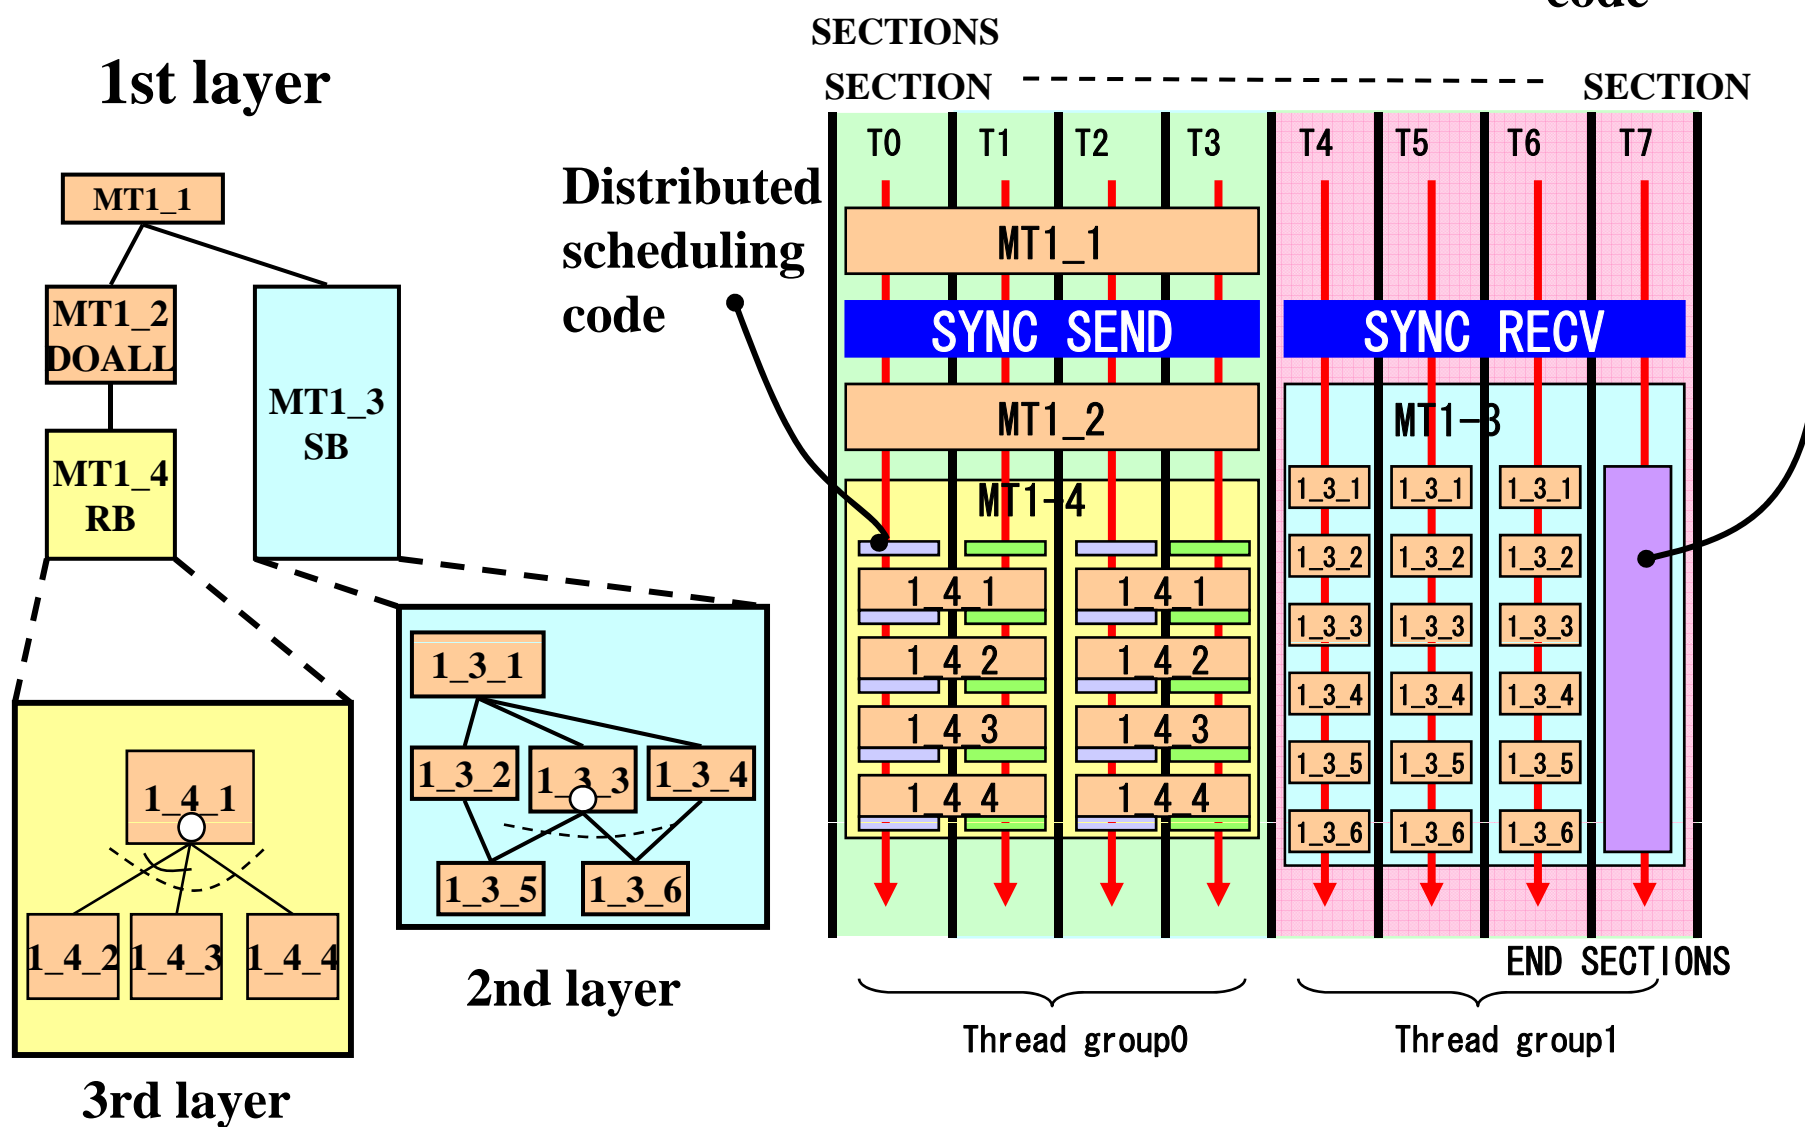 code
SECTIONS
SECTION
SECTION
1st layer
T0
T1
T2
T3
T4
T5
T6
T7
MT1_1
Distributed
scheduling
code
MT1_1
SYNC SEND
SYNC RECV
MT1_2
DOALL
MT1_3
SB
MT1_4
RB
MT1_2
MT1-3
MT1-4
1_3_1
1_3_1
1_3_1
1_3_2
1_3_2
1_3_2
1_4_1
1_4_1
1_3_3
1_3_3
1_3_3
1_4_2
1_4_2
1_3_4
1_3_4
1_3_4
1_4_3
1_4_3
1_3_5
1_3_5
1_3_5
1_4_4
1_4_4
1_3_6
1_3_6
1_3_6
1_3_1
1_3_2
1_3_3
1_3_4
1_3_5
1_3_6
1_4_1
1_4_2
1_4_3
1_4_4
END SECTIONS
2nd layer
Thread group0
Thread group1
3rd layer